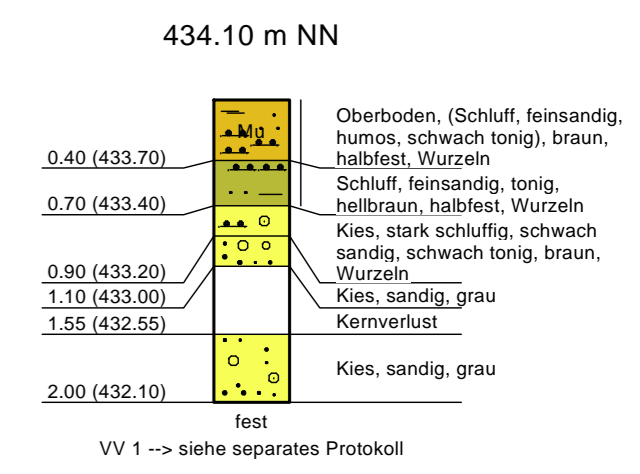 434.10 m NN
Mu
Oberboden, (Schluff, feinsandig,
humos, schwach tonig), braun,
halbfest, Wurzeln
0.40 (433.70)
Schluff, feinsandig, tonig,
hellbraun, halbfest, Wurzeln
0.70 (433.40)
Kies, stark schluffig, schwach
sandig, schwach tonig, braun,
Wurzeln
0.90 (433.20)
Kies, sandig, grau
1.10 (433.00)
Kernverlust
1.55 (432.55)
Kies, sandig, grau
2.00 (432.10)
fest
VV 1 --> siehe separates Protokoll